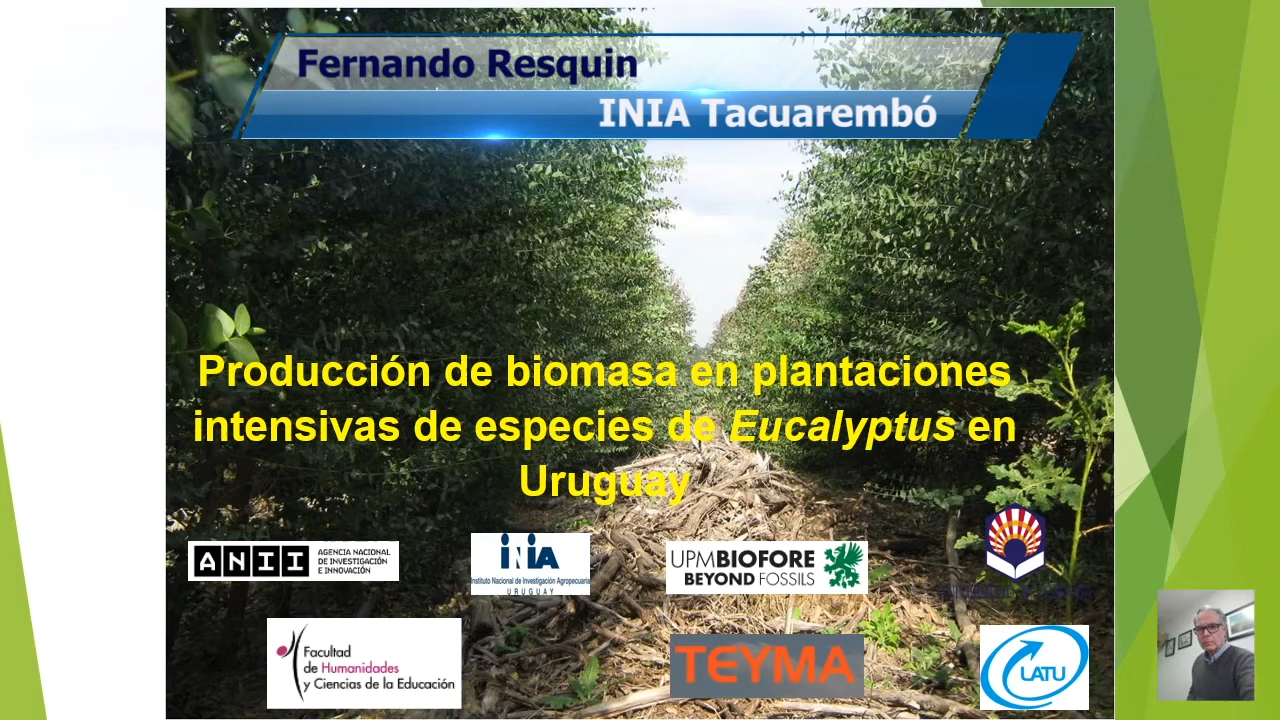 Fernando Resquin
INIA Tacuarembó
Producción de biomasa en plantaciones
intensivas de especies de Eucalyptus en
Uruguay
ANII
AGENCIA NACIONAL
DE INVESTIGACIÓN
E INNOVACIÓN
INIA
Instituto Nacional de Investigación Agropecuaria
URUGUAY
UPMBIOFORE
BEYOND FOSSILS
Facultad
de Humanidades
y Ciencias de la Educación
TEYMA
LATU